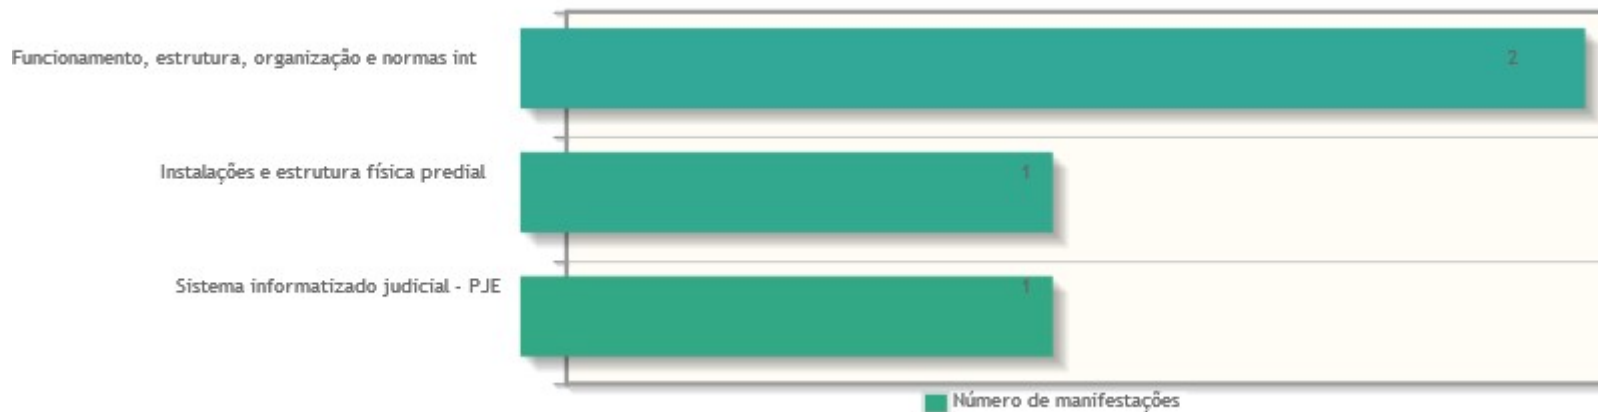 Funcionamento, estrutura, organização e normas int
2
Instalações e estrutura física predial
1
Sistema informatizado judicial - PJE
1
Número de manifestações